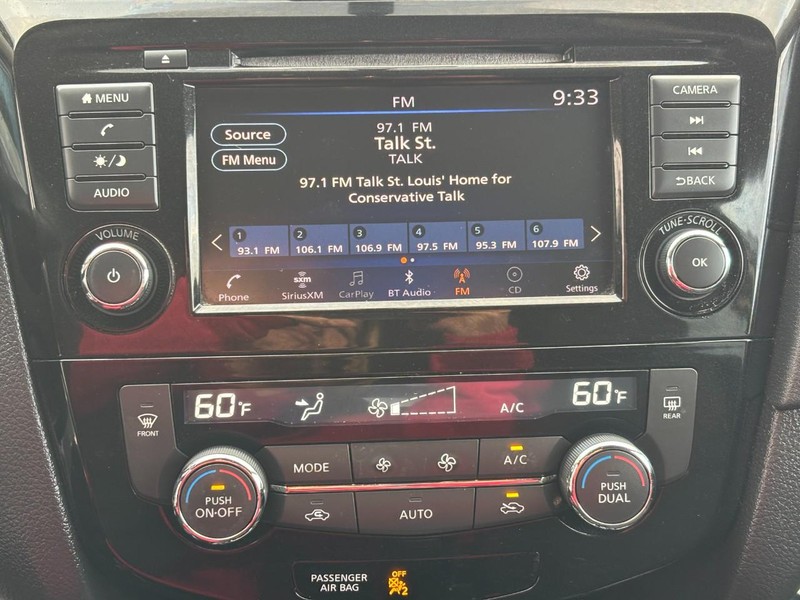 MENU
AUDIO
VOLUME
FM
9:33
Source
FM Menu
97.1 FM
Talk St.
TALK
97.1 FM Talk St. Louis' Home for
Conservative Talk
1 2 3 4 5 6
93.1 FM 106.1 FM 106.9 FM 97.5 FM 95.3 FM 107.9 FM
sxm
Phone SiriusXM CarPlay BT Audio FM CD Settings
CAMERA
BACK
TUNE·SCROLL
OK
FRONT
60°F
A/C
60°F
REAR
PUSH
ON·OFF
MODE
A/C
AUTO
PUSH
DUAL
PASSENGER
AIR BAG
OFF
2